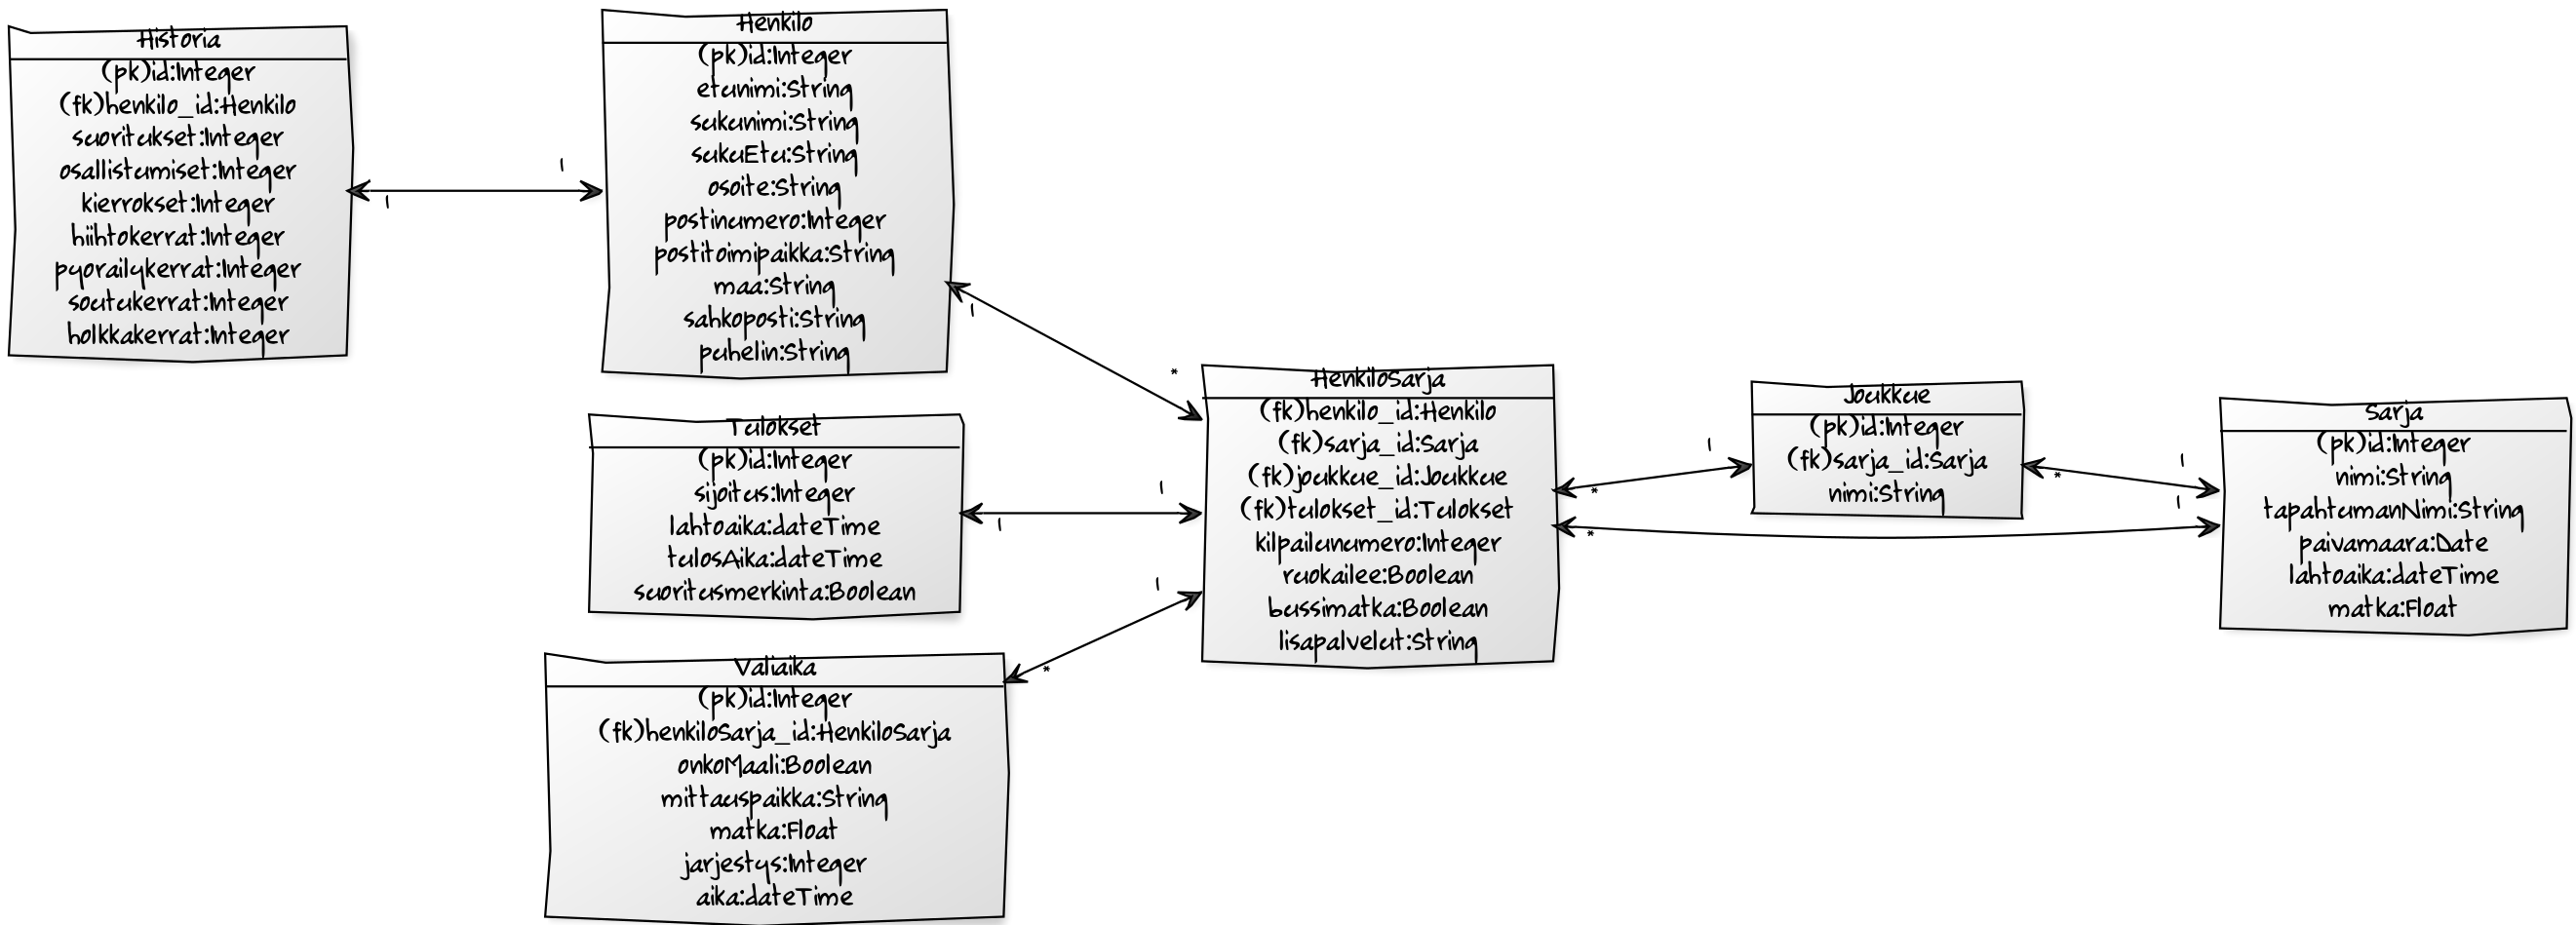 Historia
(pk)id:Integer
(fk)henkilo_id:Henkilo
suoritukset:Integer
osallistumiset:Integer
kierrokset:Integer
hiihtokerrat:Integer
pyorailykerrat:Integer
soutukerrat:Integer
holkkakerrat:Integer
1
1
Henkilo
(pk)id:Integer
etunimi:String
sukunimi:String
sukuEtu:String
osoite:String
postinumero:Integer
postitoimipaikka:String
maa:String
sahkoposti:String
puhelin:String
1
*
Tulokset
(pk)id:Integer
sijoitus:Integer
lahtoaika:dateTime
tulosAika:dateTime
suoritusmerkinta:Boolean
1
1
Valiaika
(pk)id:Integer
(fk)henkiloSarja_id:HenkiloSarja
onkoMaali:Boolean
mittauspaikka:String
matka:Float
jarjestys:Integer
aika:dateTime
1
*
HenkiloSarja
(fk)henkilo_id:Henkilo
(fk)sarja_id:Sarja
(fk)joukkue_id:Joukkue
(fk)tulokset_id:Tulokset
kilpailunumero:Integer
ruokailee:Boolean
bussimatka:Boolean
lisapalvelut:String
1
*
*
Joukkue
(pk)id:Integer
(fk)sarja_id:Sarja
nimi:String
*
1
1
Sarja
(pk)id:Integer
nimi:String
tapahtumanNimi:String
paivamaara:Date
lahtoaika:dateTime
matka:Float